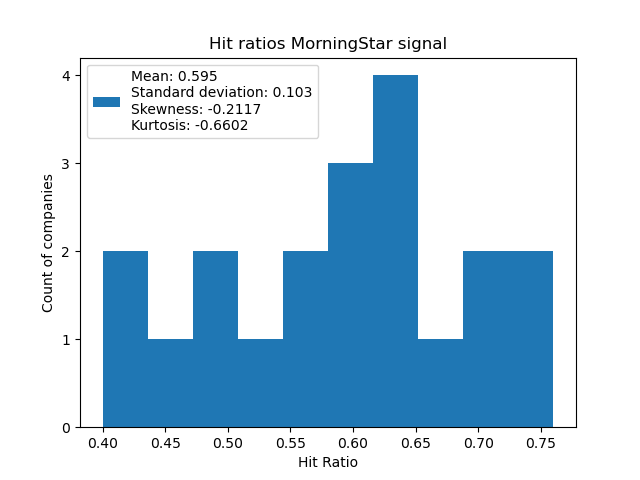 Hit ratios MorningStar signal
Mean: 0.595
Standard deviation: 0.103
Skewness: -0.2117
Kurtosis: -0.6602
4
3
2
1
0
Count of companies
0.40 0.45 0.50 0.55 0.60 0.65 0.70 0.75
Hit Ratio